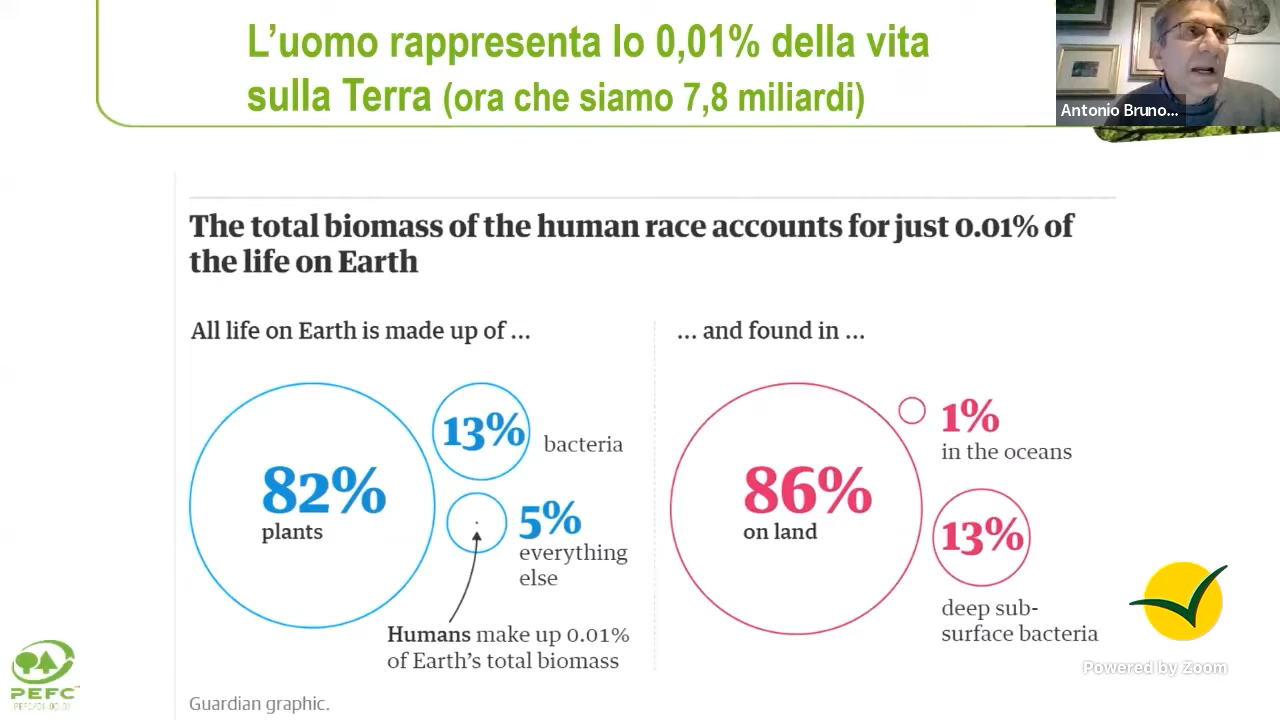 L'uomo rappresenta lo 0,01% della vita
sulla Terra (ora che siamo 7,8 miliardi)
Antonio Bruno...
The total biomass of the human race accounts for just 0.01% of
the life on Earth
All life on Earth is made up of ...
82%
plants
13%
bacteria
5%
everything
else
Humans make up 0.01%
of Earth's total biomass
... and found in ...
86%
on land
1%
in the oceans
13%
deep sub-
surface bacteria
Guardian graphic.
PEFC
Powered by Zoom